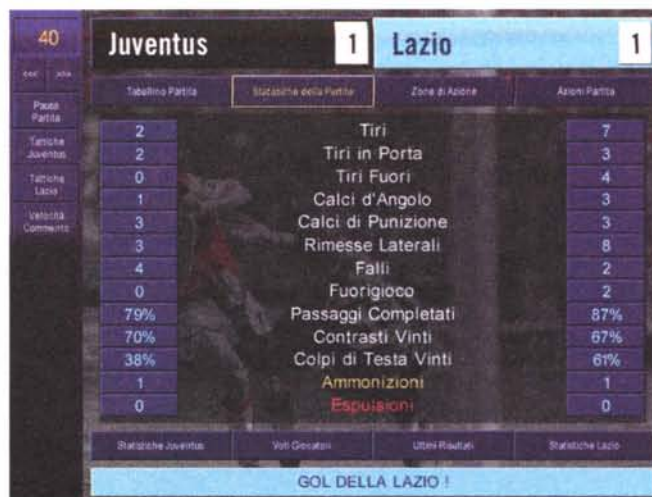 40
Juventus 1 Lazio 1
<<< >>>
Tabellino Partita Statistiche della Partita Zone di Azione Azioni Partita
Pausa
Partita
Tattiche
Juventus
Tattiche
Lazio
Velocità
Commento
2 Tiri 7
2 Tiri in Porta 3
0 Tiri Fuori 4
1 Calci d'Angolo 3
3 Calci di Punizione 3
3 Rimesse Laterali 8
4 Falli 2
0 Fuorigioco 2
79% Passaggi Completati 87%
70% Contrasti Vinti 67%
38% Colpi di Testa Vinti 61%
1 Ammonizioni 1
0 Espulsioni 0
Statistiche Juventus Voti Giocatori Ultimi Risultati Statistiche Lazio
GOL DELLA LAZIO !